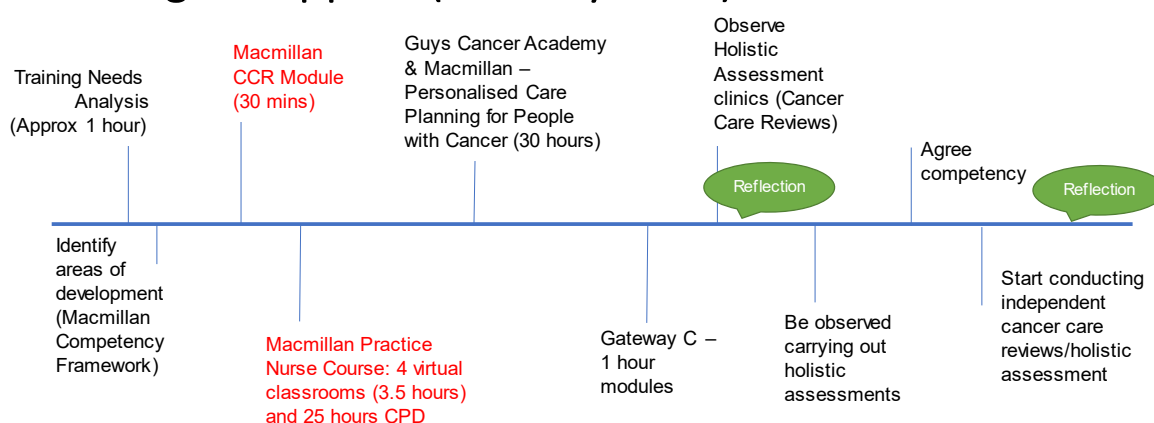 Training Needs
Analysis
(Approx 1 hour)
Macmillan
CCR Module
(30 mins)
Guys Cancer Academy
& Macmillan –
Personalised Care
Planning for People
with Cancer (30 hours)
Observe
Holistic
Assessment
clinics (Cancer
Care Reviews)
Reflection
Agree
competency
Reflection
Identify
areas of
development
(Macmillan
Competency
Framework)
Macmillan Practice
Nurse Course: 4 virtual
classrooms (3.5 hours)
and 25 hours CPD
Gateway C –
1 hour
modules
Be observed
carrying out
holistic
assessments
Start conducting
independent
cancer care
reviews/holistic
assessment